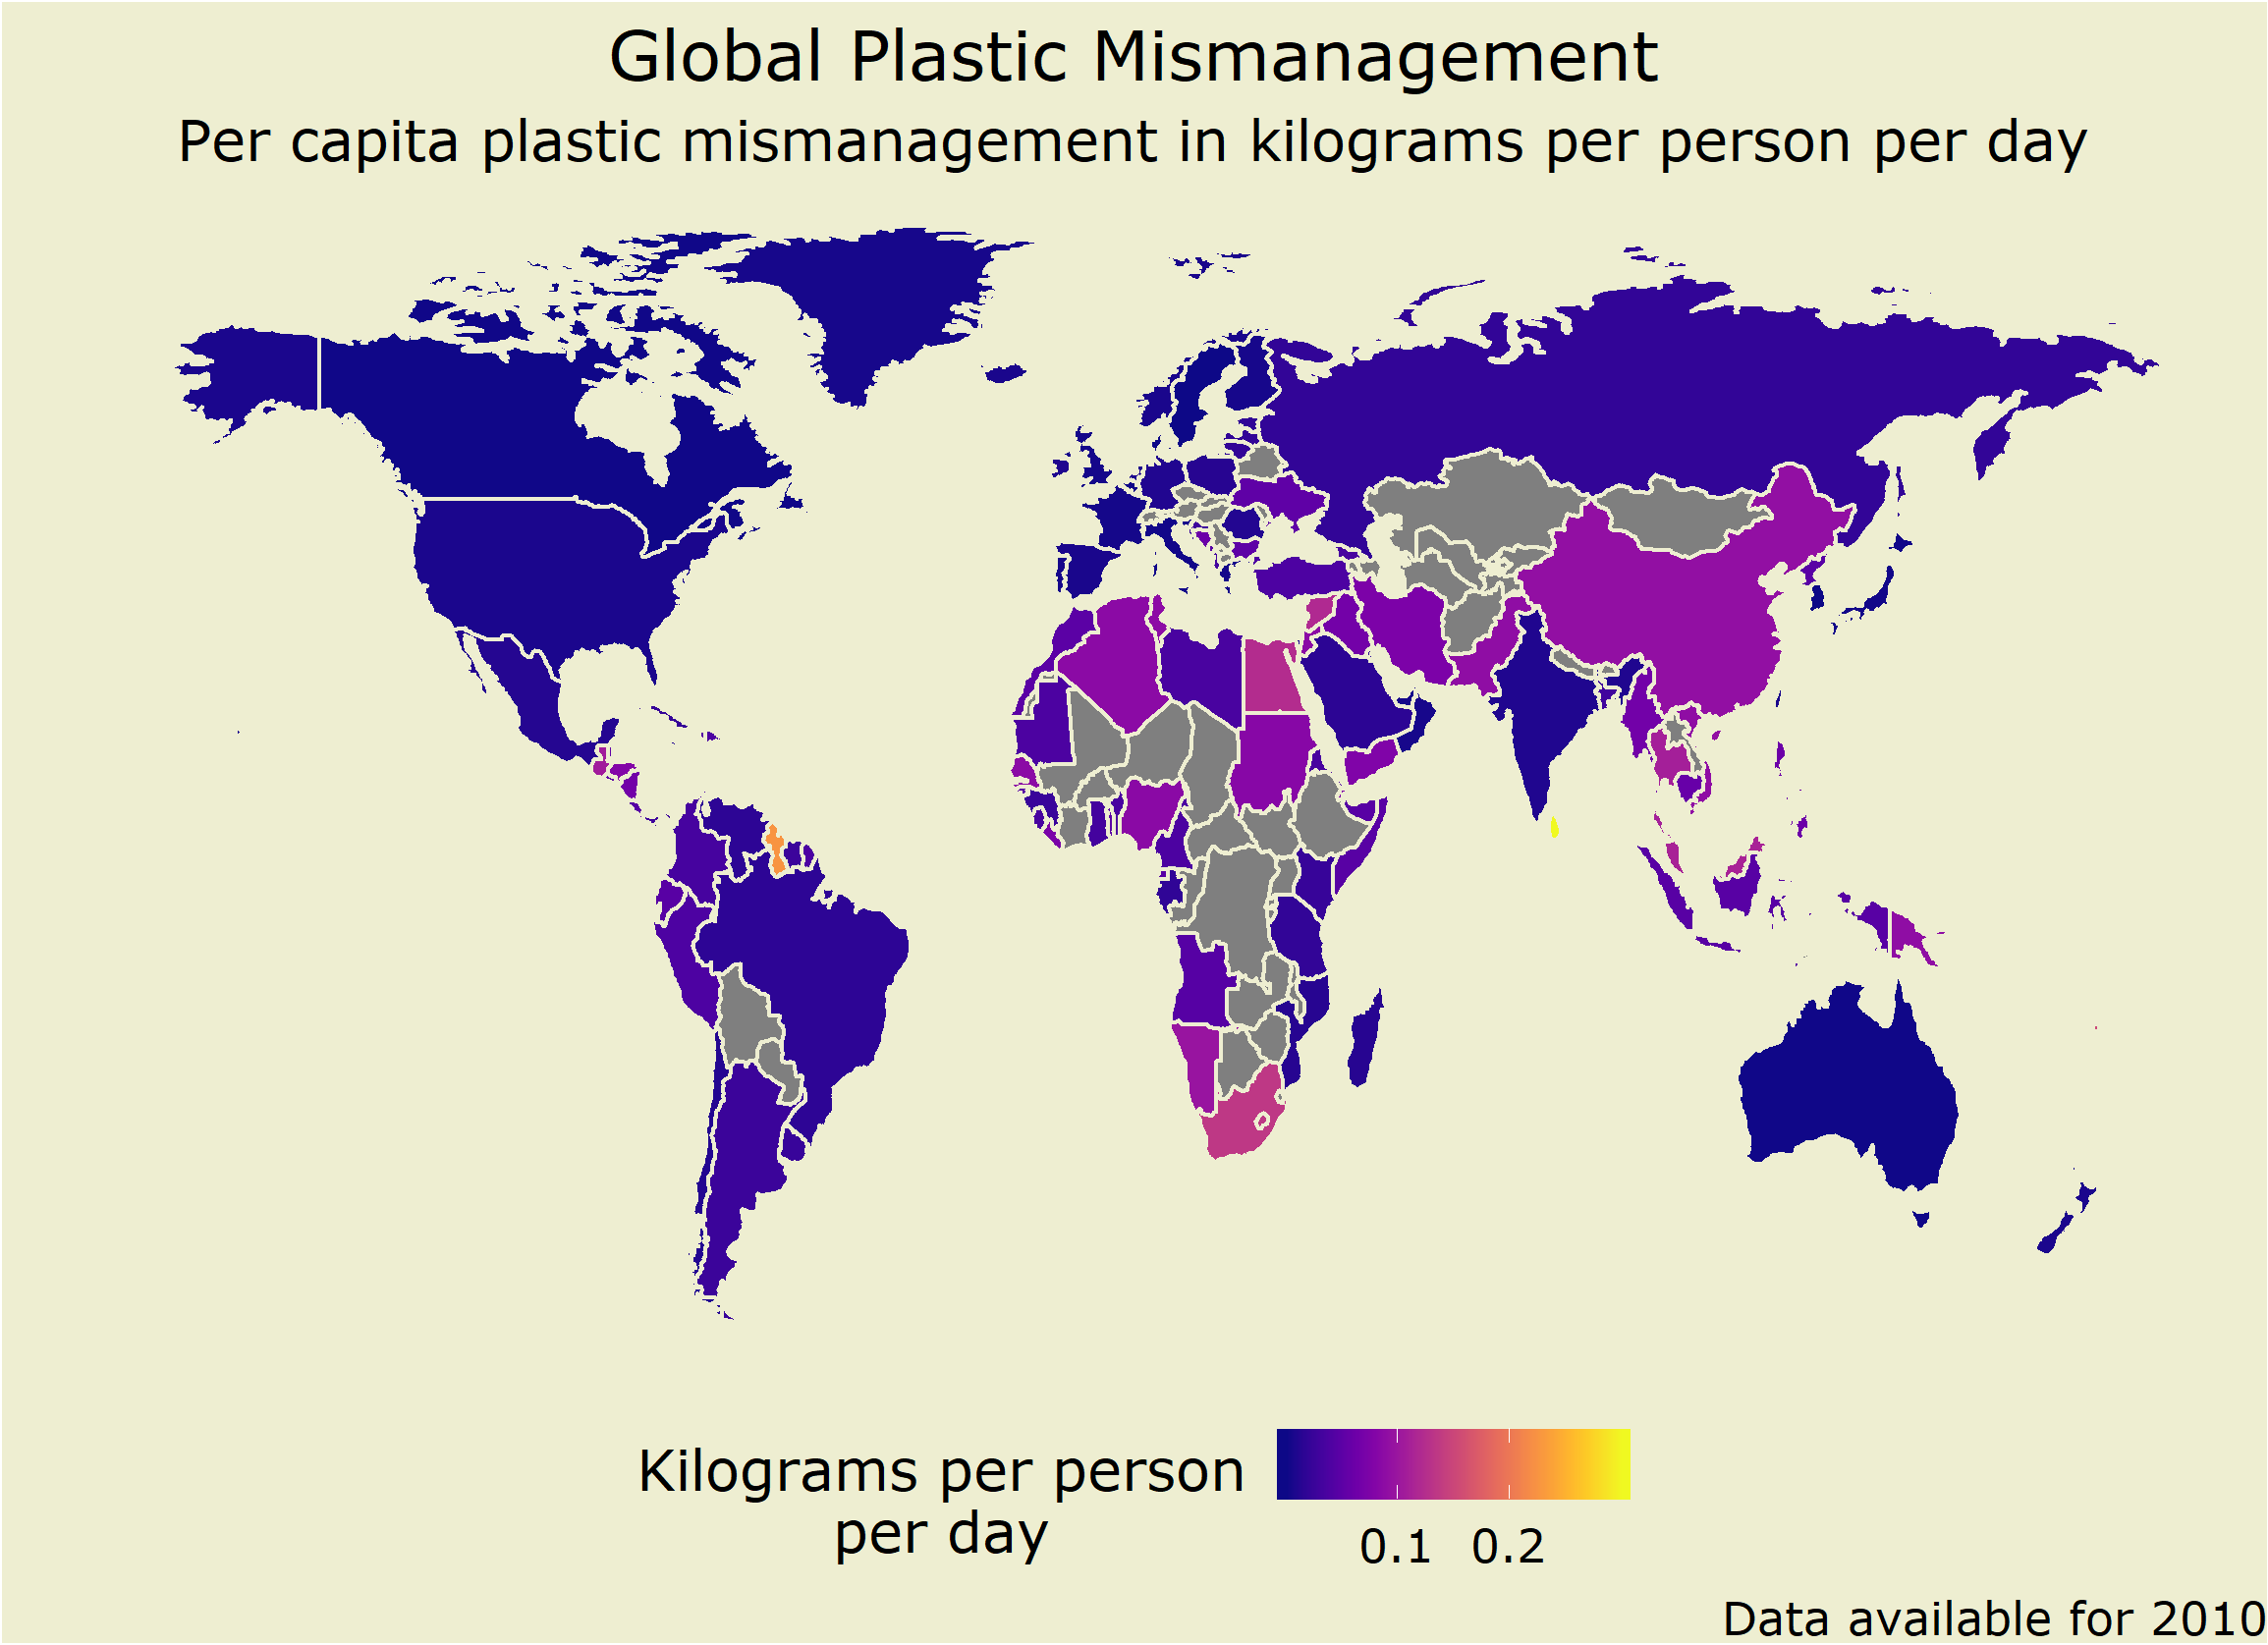 Global Plastic Mismanagement
Per capita plastic mismanagement in kilograms per person per day
Kilograms per person
per day
0.1 0.2
Data available for 2010